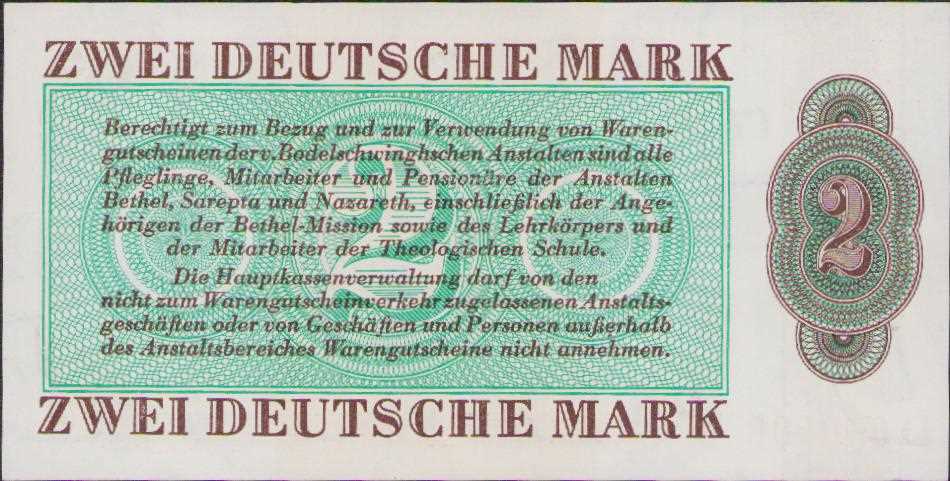 ZWEI DEUTSCHE MARK
Berechtigt zum Bezug und zur Verwendung von Waren-
gutscheinen der v. Bodelschwinghschen Anstalten sind alle
Pfleglinge, Mitarbeiter und Pensionäre der Anstalten
Bethel, Sarepta und Nazareth, einschließlich der Ange-
hörigen der Bethel-Mission sowie des Lehrkörpers und
der Mitarbeiter der Theologischen Schule.
Die Hauptkassenverwaltung darf von den
nicht zum Warengutscheinverkehr zugelassenen Anstalts-
geschäften oder von Geschäften und Personen außerhalb
des Anstaltsbereiches Warengutscheine nicht annehmen.
2
2
ZWEI DEUTSCHE MARK